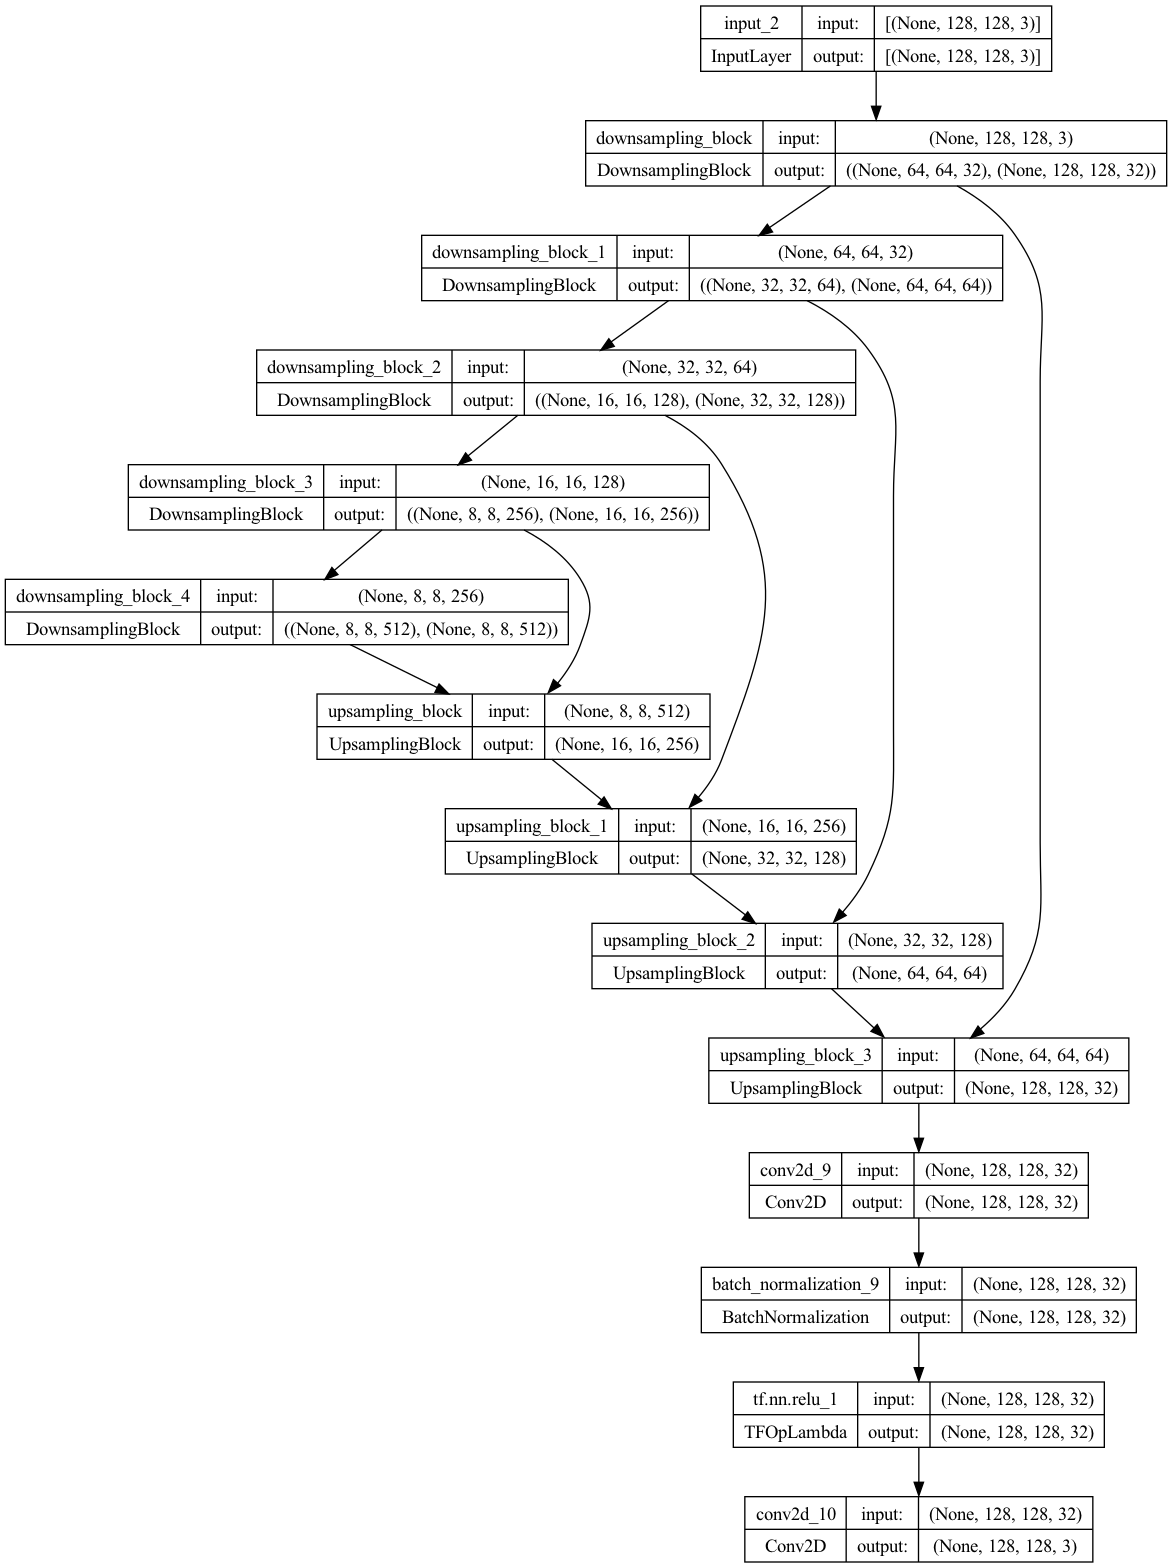 input_2 input: [(None, 128, 128, 3)]
InputLayer output: [(None, 128, 128, 3)]
downsampling_block input: (None, 128, 128, 3)
DownsamplingBlock output: ((None, 64, 64, 32), (None, 128, 128, 32))
downsampling_block_1 input: (None, 64, 64, 32)
DownsamplingBlock output: ((None, 32, 32, 64), (None, 64, 64, 64))
downsampling_block_2 input: (None, 32, 32, 64)
DownsamplingBlock output: ((None, 16, 16, 128), (None, 32, 32, 128))
downsampling_block_3 input: (None, 16, 16, 128)
DownsamplingBlock output: ((None, 8, 8, 256), (None, 16, 16, 256))
downsampling_block_4 input: (None, 8, 8, 256)
DownsamplingBlock output: ((None, 8, 8, 512), (None, 8, 8, 512))
upsampling_block input: (None, 8, 8, 512)
UpsamplingBlock output: (None, 16, 16, 256)
upsampling_block_1 input: (None, 16, 16, 256)
UpsamplingBlock output: (None, 32, 32, 128)
upsampling_block_2 input: (None, 32, 32, 128)
UpsamplingBlock output: (None, 64, 64, 64)
upsampling_block_3 input: (None, 64, 64, 64)
UpsamplingBlock output: (None, 128, 128, 32)
conv2d_9 input: (None, 128, 128, 32)
Conv2D output: (None, 128, 128, 32)
batch_normalization_9 input: (None, 128, 128, 32)
BatchNormalization output: (None, 128, 128, 32)
tf.nn.relu_1 input: (None, 128, 128, 32)
TFOpLambda output: (None, 128, 128, 32)
conv2d_10 input: (None, 128, 128, 32)
Conv2D output: (None, 128, 128, 3)